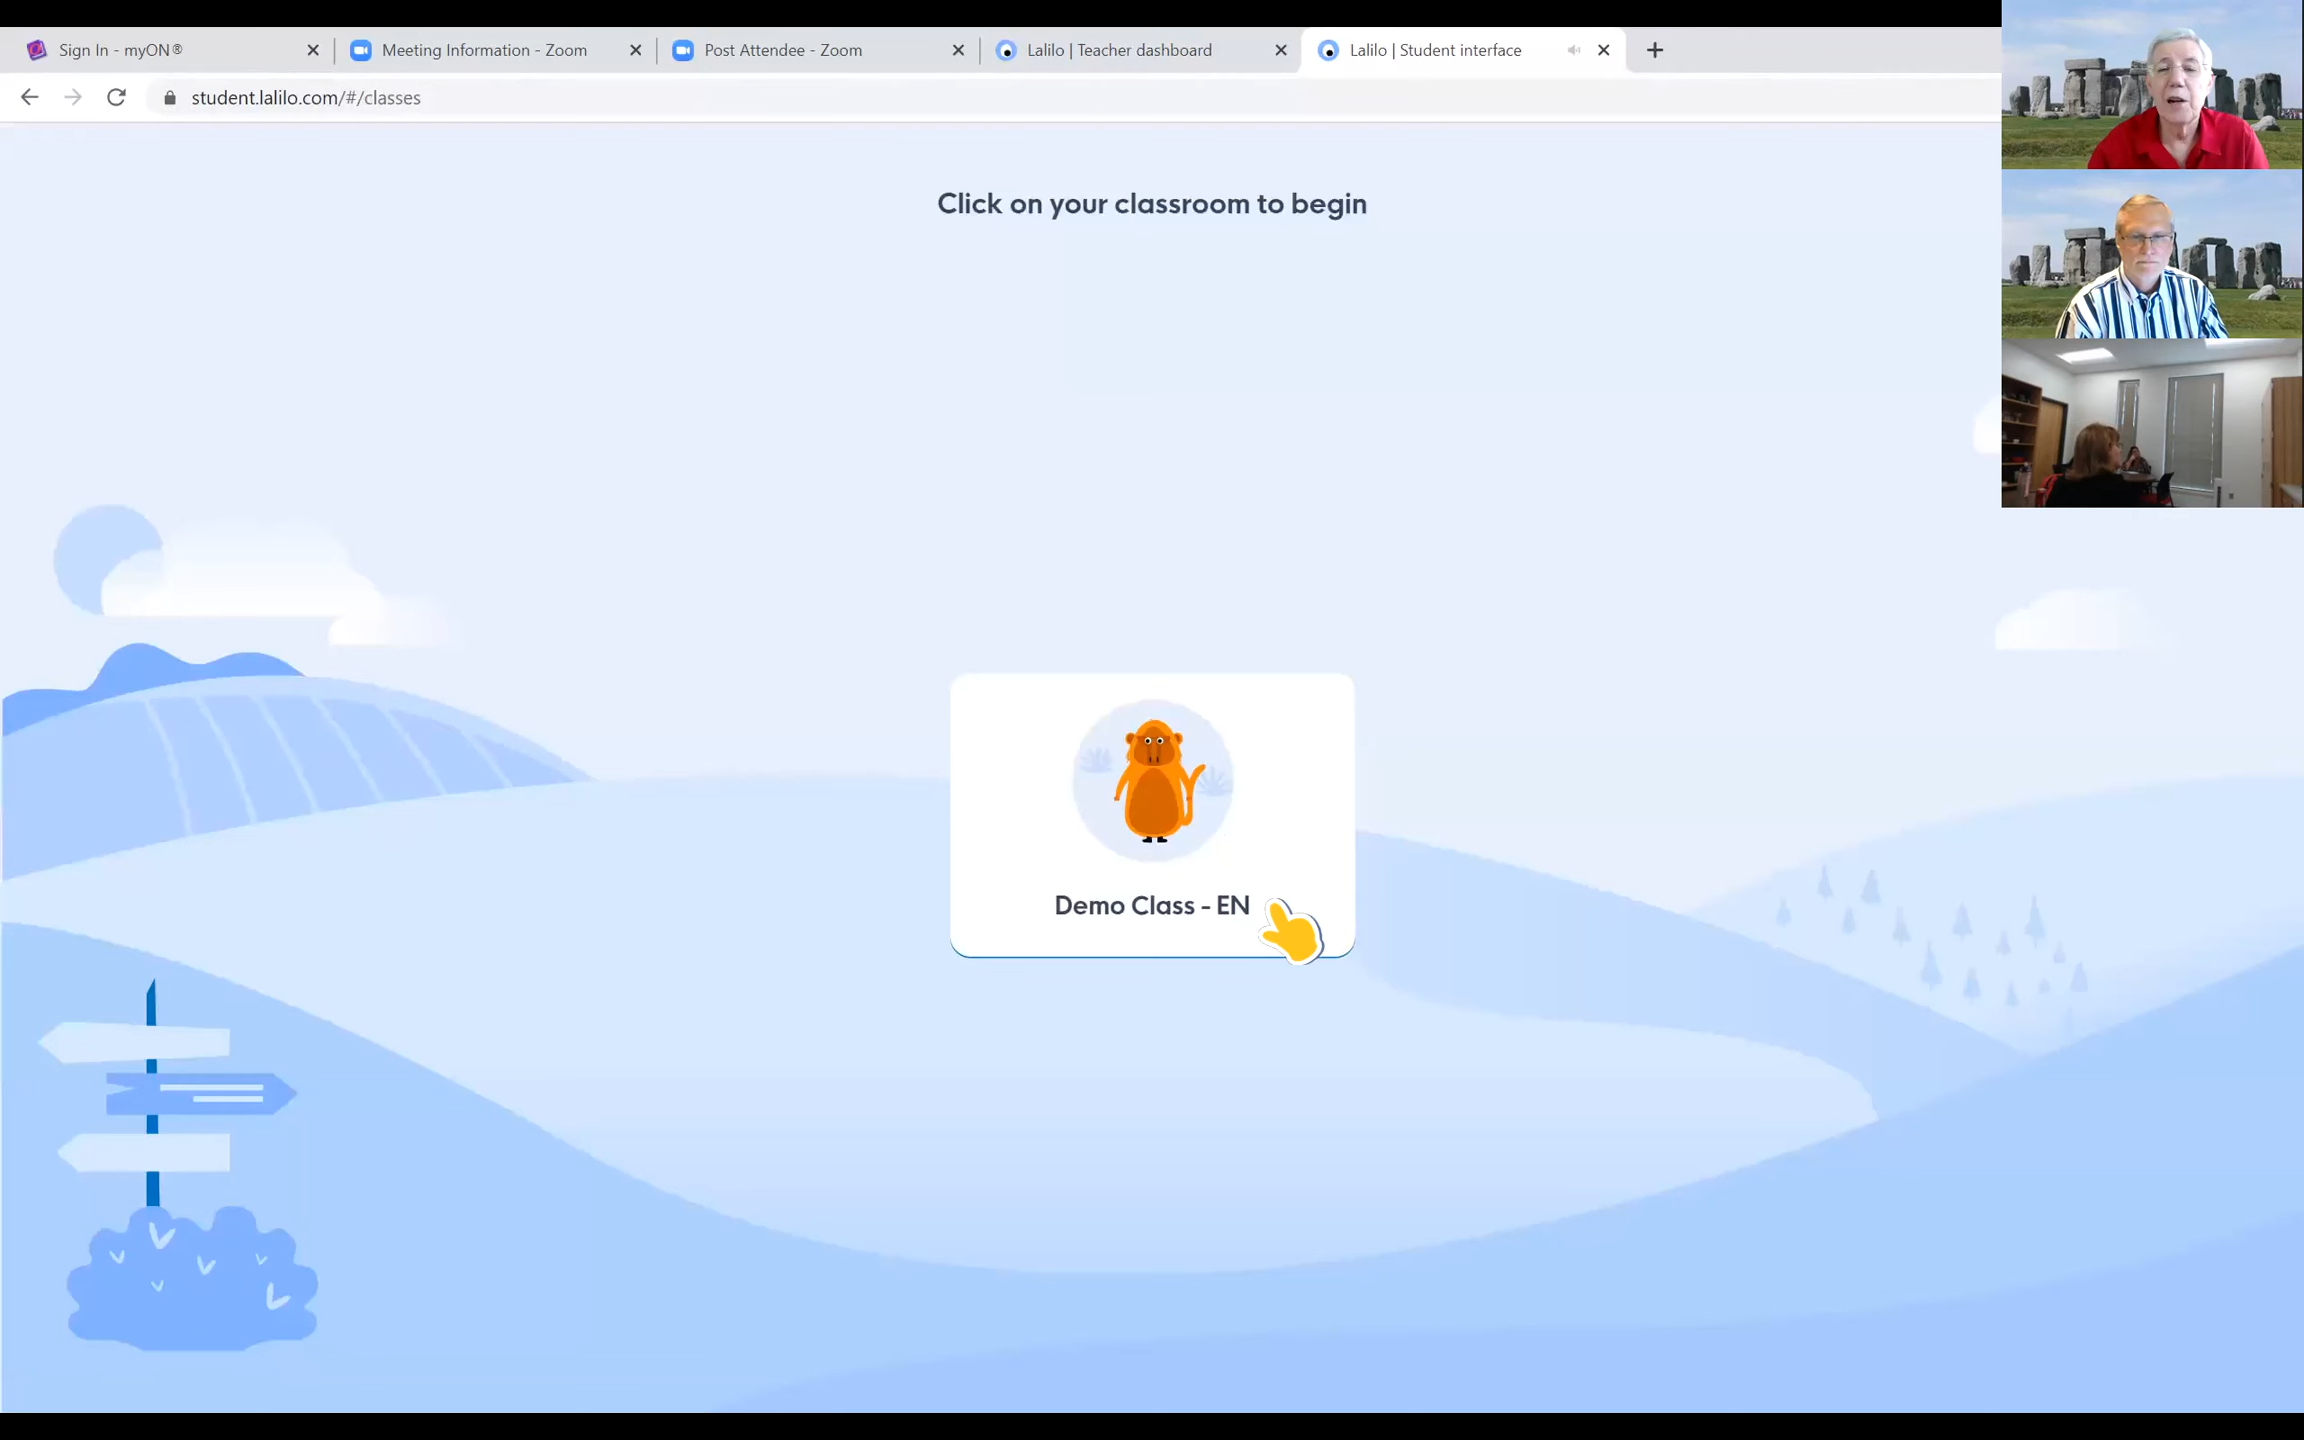 Sign In - myON®
Meeting Information - Zoom
Post Attendee - Zoom
Lalilo | Teacher dashboard
Lalilo | Student interface
student.lalilo.com/#/classes
Click on your classroom to begin
Demo Class - EN